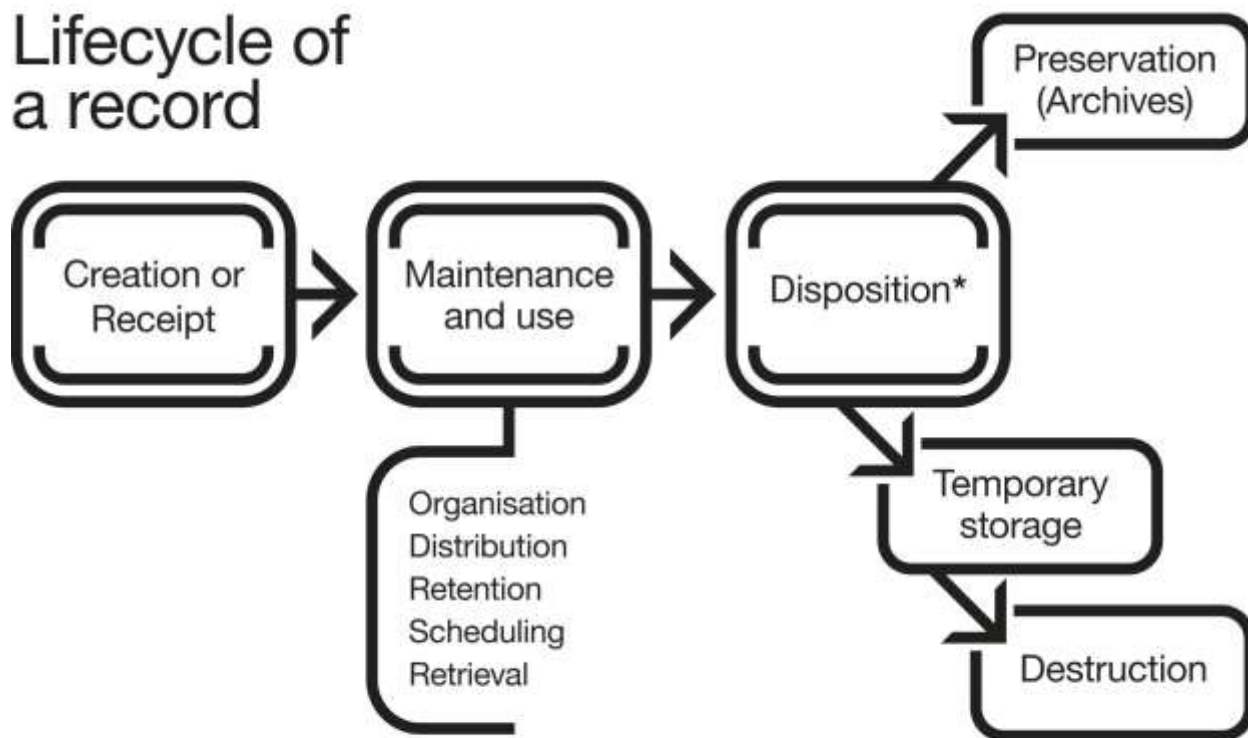 Lifecycle of
a record
Creation or
Receipt
Maintenance
and use
Organisation
Distribution
Retention
Scheduling
Retrieval
Disposition*
Preservation
(Archives)
Temporary
storage
Destruction